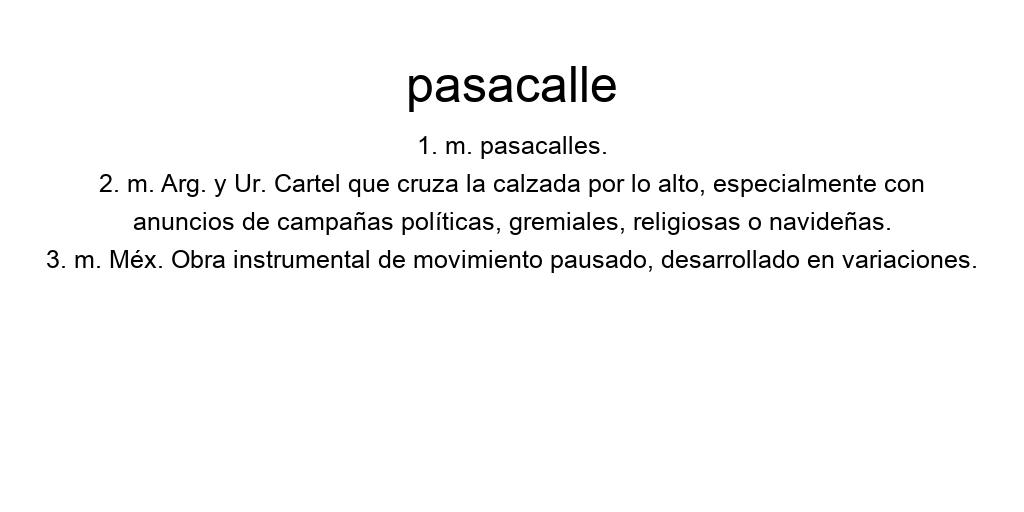 pasacalle
1. m. pasacalles.
2. m. Arg. y Ur. Cartel que cruza la calzada por lo alto, especialmente con
anuncios de campañas políticas, gremiales, religiosas o navideñas.
3. m. Méx. Obra instrumental de movimiento pausado, desarrollado en variaciones.